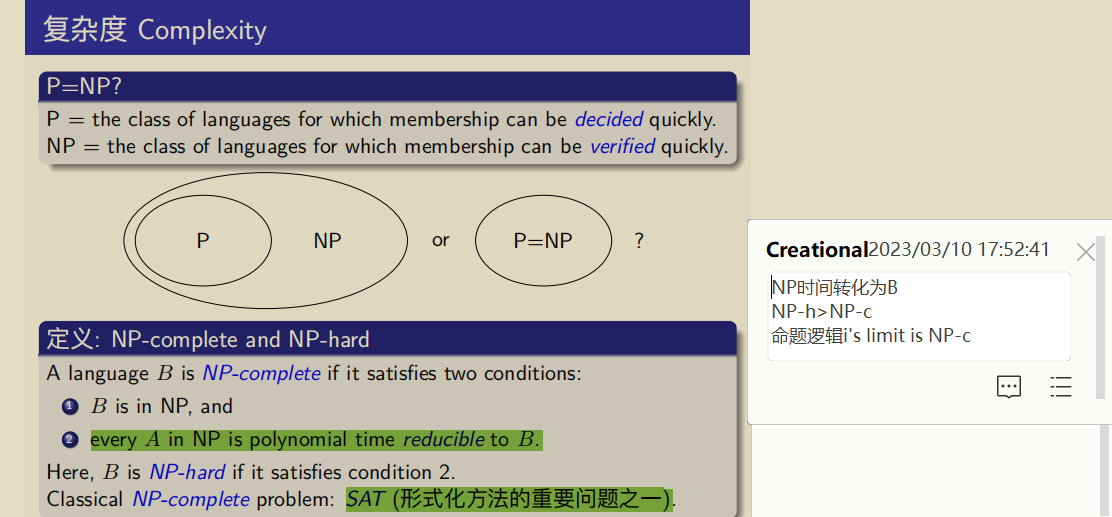 复杂度 Complexity
P=NP?
P = the class of languages for which membership can be decided quickly.
NP = the class of languages for which membership can be verified quickly.
P NP or P=NP ?
定义: NP-complete and NP-hard
A language B is NP-complete if it satisfies two conditions:
1 B is in NP, and
2 every A in NP is polynomial time reducible to B.
Here, B is NP-hard if it satisfies condition 2.
Classical NP-complete problem: SAT (形式化方法的重要问题之一).
Creational2023/03/10 17:52:41
NP时间转化为B
NP-h>NP-c
命题逻辑i's limit is NP-c